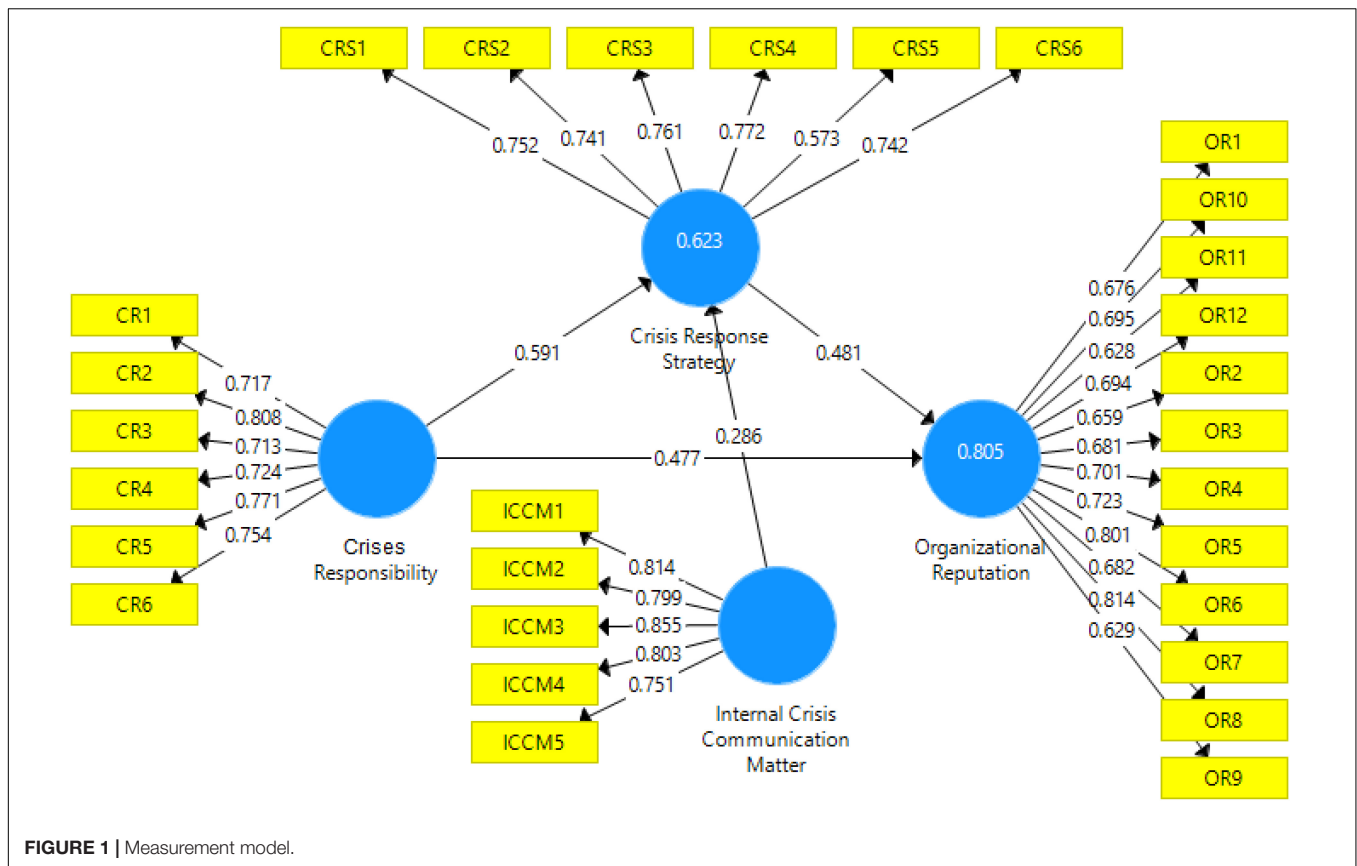 CRS1 CRS2 CRS3 CRS4 CRS5 CRS6
0.752 0.741 0.761 0.772 0.573 0.742
0.623
Crisis Response
Strategy
CR1
CR2
CR3
CR4
CR5
CR6
0.717
0.808
0.713
0.724
0.771
0.754
Crises
Responsibility
0.591
0.481
0.477
0.286
ICCM1
ICCM2
ICCM3
ICCM4
ICCM5
0.814
0.799
0.855
0.803
0.751
Internal Crisis
Communication
Matter
0.805
Organizational
Reputation
0.676
0.695
0.628
0.694
0.659
0.681
0.701
0.723
0.801
0.682
0.814
0.629
OR1
OR10
OR11
OR12
OR2
OR3
OR4
OR5
OR6
OR7
OR8
OR9
FIGURE 1 | Measurement model.